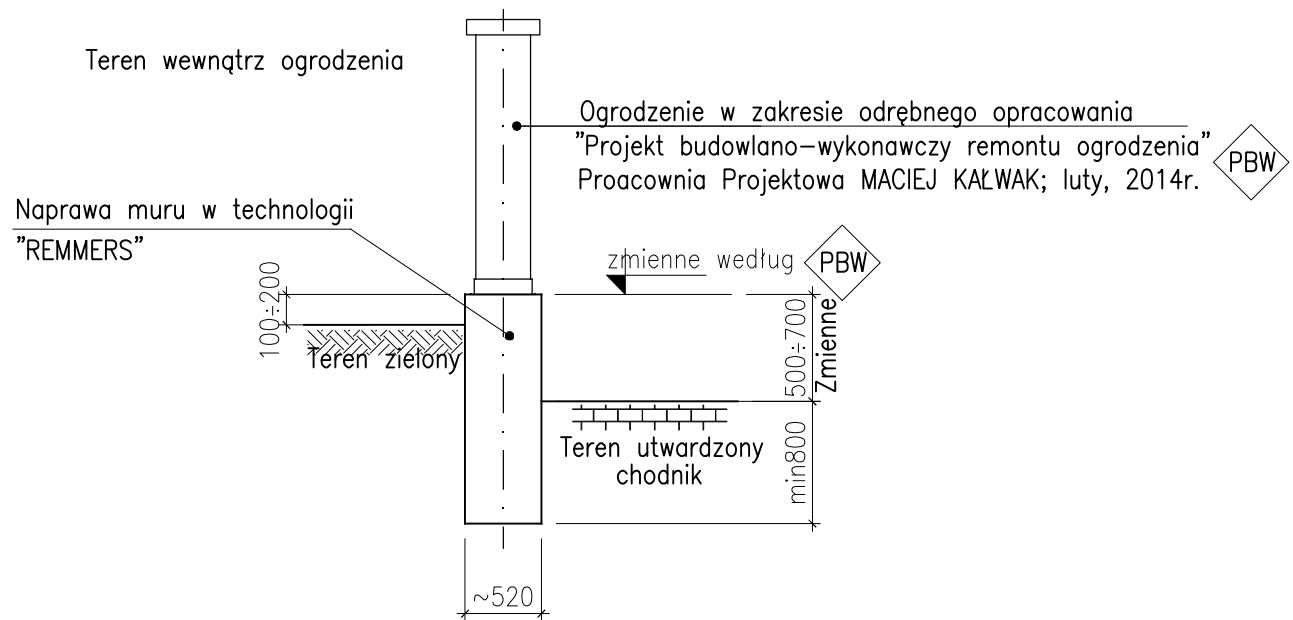 Teren wewnątrz ogrodzenia
Ogrodzenie w zakresie odrębnego opracowania
"Projekt budowlano-wykonawczy remontu ogrodzenia"
Proacownia Projektowa MACIEJ KAŁWAK; luty, 2014r.
PBW
Naprawa muru w technologii
"REMMERS"
zmienne według
PBW
100÷200
Teren zielony
500÷700
Zmienne
Teren utwardzony
chodnik
min800
~520